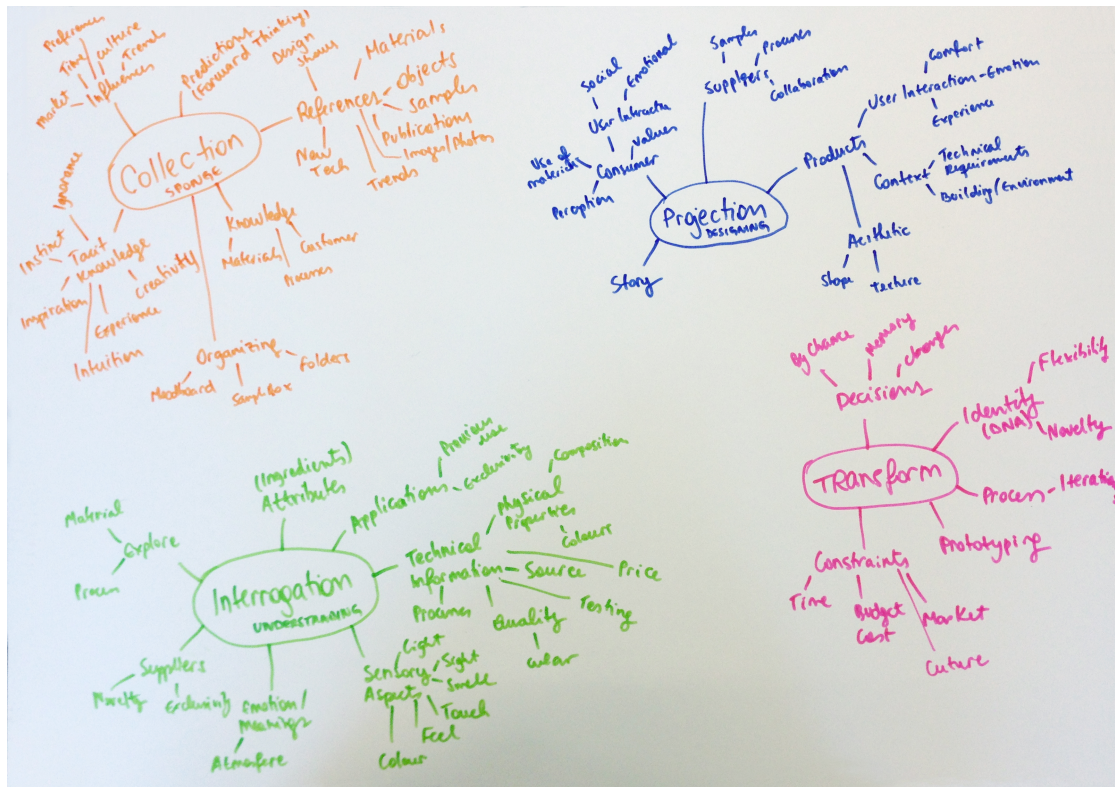 Preferences
Time
culture
Trends
Market
Influences
Predictions
(Forward Thinking)
Design
Shows
Materials
References
Objects
Samples
Publications
Images/Photos
Trends
New
Tech
Collection
SPONGE
Ignorance
Instinct
Tacit
Knowledge
Inspiration
Creativity
Experience
Intuition
Knowledge
Materials
Customer
Processes
Organizing
Folders
Moodboard
Sample Box
Social
Emotional
User Interaction
Values
Use of
materials
Consumer
Perception
Samples
Processes
Suppliers
Collaboration
Comfort
User Interaction - Emotion
Experience
Products
Context
Technical
Requirements
Building/Environment
Projection
DESIGNING
Aesthetic
Shape
Texture
Story
By Chance
Memory
Changes
Decisions
Flexibility
Identity
(DNA)
Novelty
TRANSFORM
Process - Iterations
Prototyping
Constraints
Time
Budget
Cost
Market
Cuture
(Ingredients)
Attributes
Previous
use
Applications
Exclusivity
Material
Explore
Process
Composition
Physical
Properties
Colours
Technical
Information
Source
Price
Processes
Testing
Quality
Interrogation
UNDERSTRAINING
Suppliers
Novelty
Exclusivity
Emotion/
Meanings
Atmosfere
Light
Sensory
Aspects
Sight
Smell
Touch
Feel
Colour